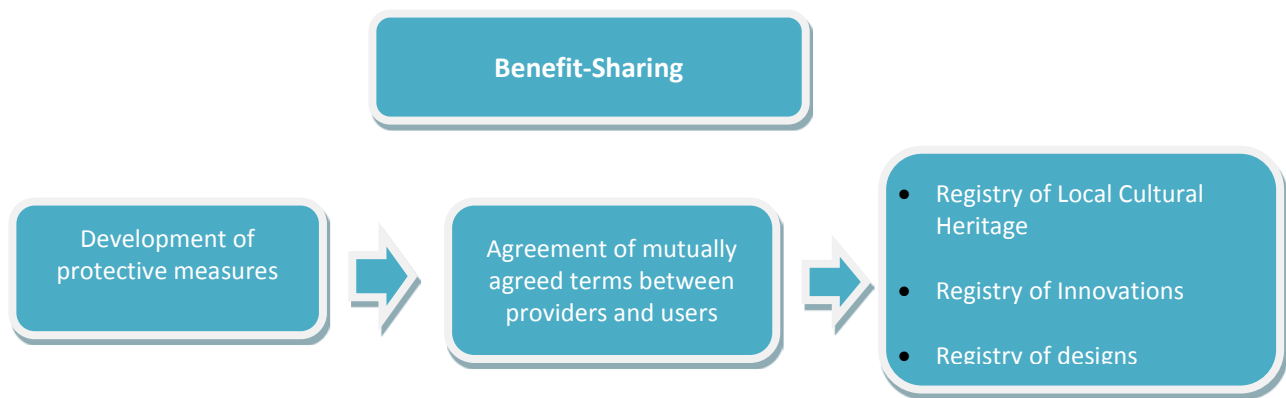 Benefit-Sharing
Development of
protective measures
Agreement of mutually
agreed terms between
providers and users
• Registry of Local Cultural
Heritage
• Registry of Innovations
• Registry of designs